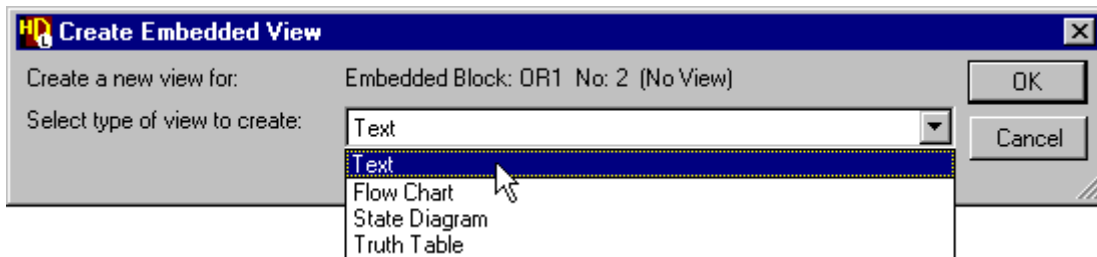 HDL Create Embedded View
Create a new view for: Embedded Block: OR1 No: 2 (No View) OK
Select type of view to create: Text Cancel
Text
Flow Chart
State Diagram
Truth Table